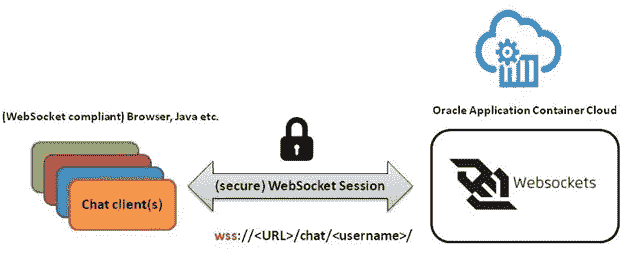 (WebSocket compliant) Browser, Java etc.
Chat client(s)
(secure) WebSocket Session
wss://<URL>/chat/<username>/
Oracle Application Container Cloud
Websockets